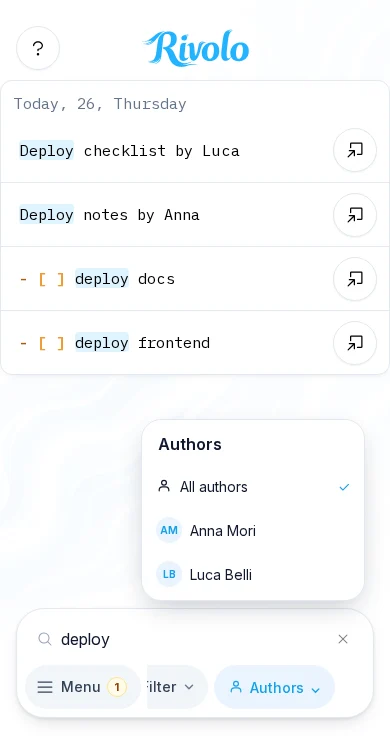 ?
Rivolo
Today, 26, Thursday
Deploy checklist by Luca
Deploy notes by Anna
- [ ] deploy docs
- [ ] deploy frontend
Authors
All authors
AM Anna Mori
LB Luca Belli
deploy
Menu 1 Filter Authors